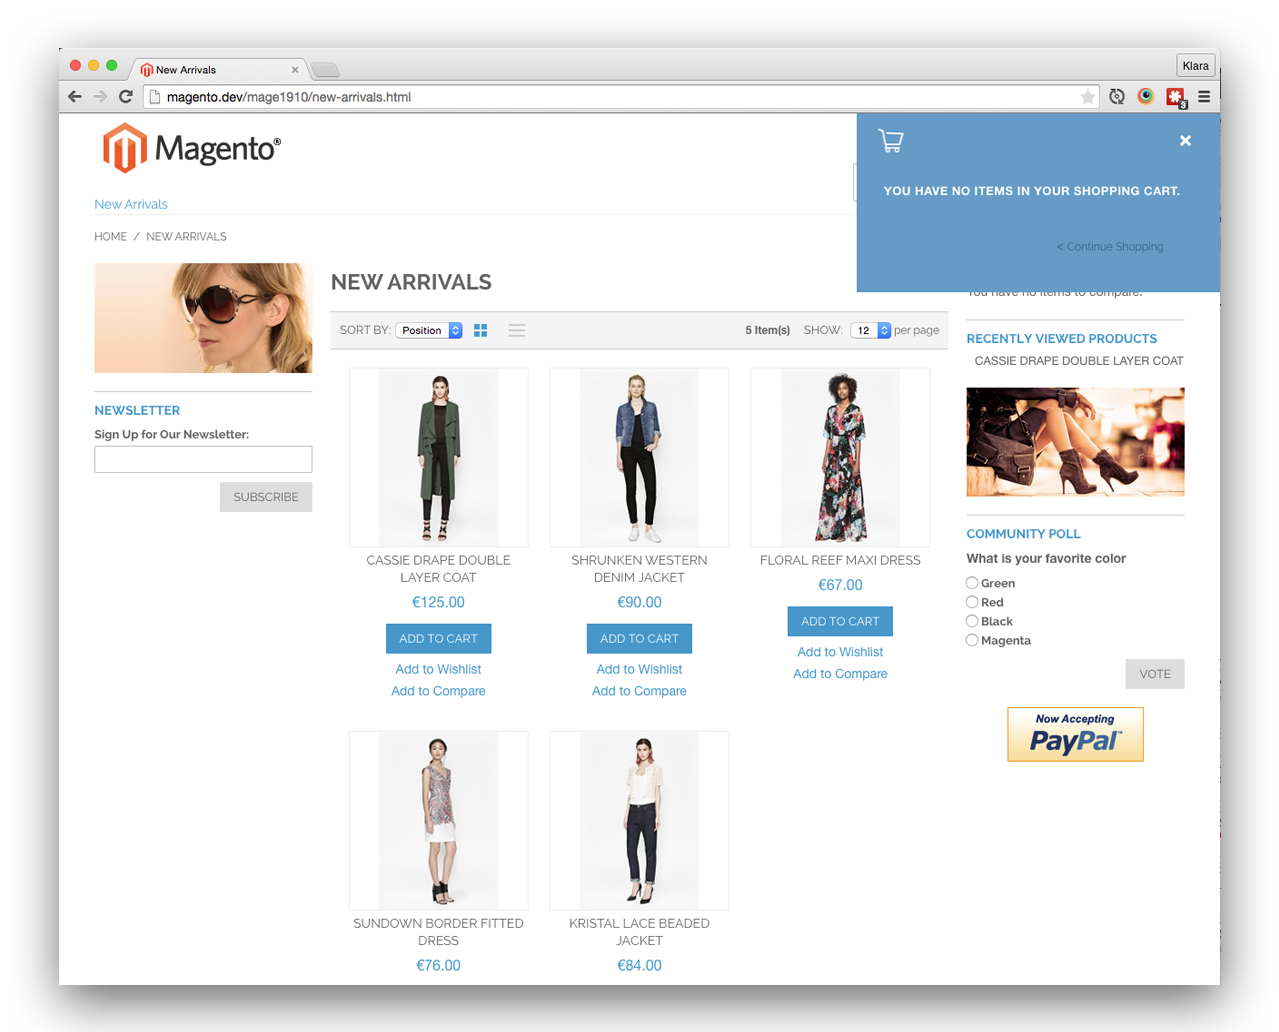 New Arrivals
Klara
magento.dev/mage1910/new-arrivals.html
3
Magento®
YOU HAVE NO ITEMS IN YOUR SHOPPING CART.
< Continue Shopping
New Arrivals
HOME / NEW ARRIVALS
NEW ARRIVALS
You have no items to compare.
SORT BY: Position
5 Item(s) SHOW: 12 per page
NEWSLETTER
Sign Up for Our Newsletter:
SUBSCRIBE
CASSIE DRAPE DOUBLE
LAYER COAT
€125.00
ADD TO CART
Add to Wishlist
Add to Compare
SHRUNKEN WESTERN
DENIM JACKET
€90.00
ADD TO CART
Add to Wishlist
Add to Compare
FLORAL REEF MAXI DRESS
€67.00
ADD TO CART
Add to Wishlist
Add to Compare
SUNDOWN BORDER FITTED
DRESS
€76.00
KRISTAL LACE BEADED
JACKET
€84.00
RECENTLY VIEWED PRODUCTS
CASSIE DRAPE DOUBLE LAYER COAT
COMMUNITY POLL
What is your favorite color
Green
Red
Black
Magenta
VOTE
Now Accepting
PayPal™